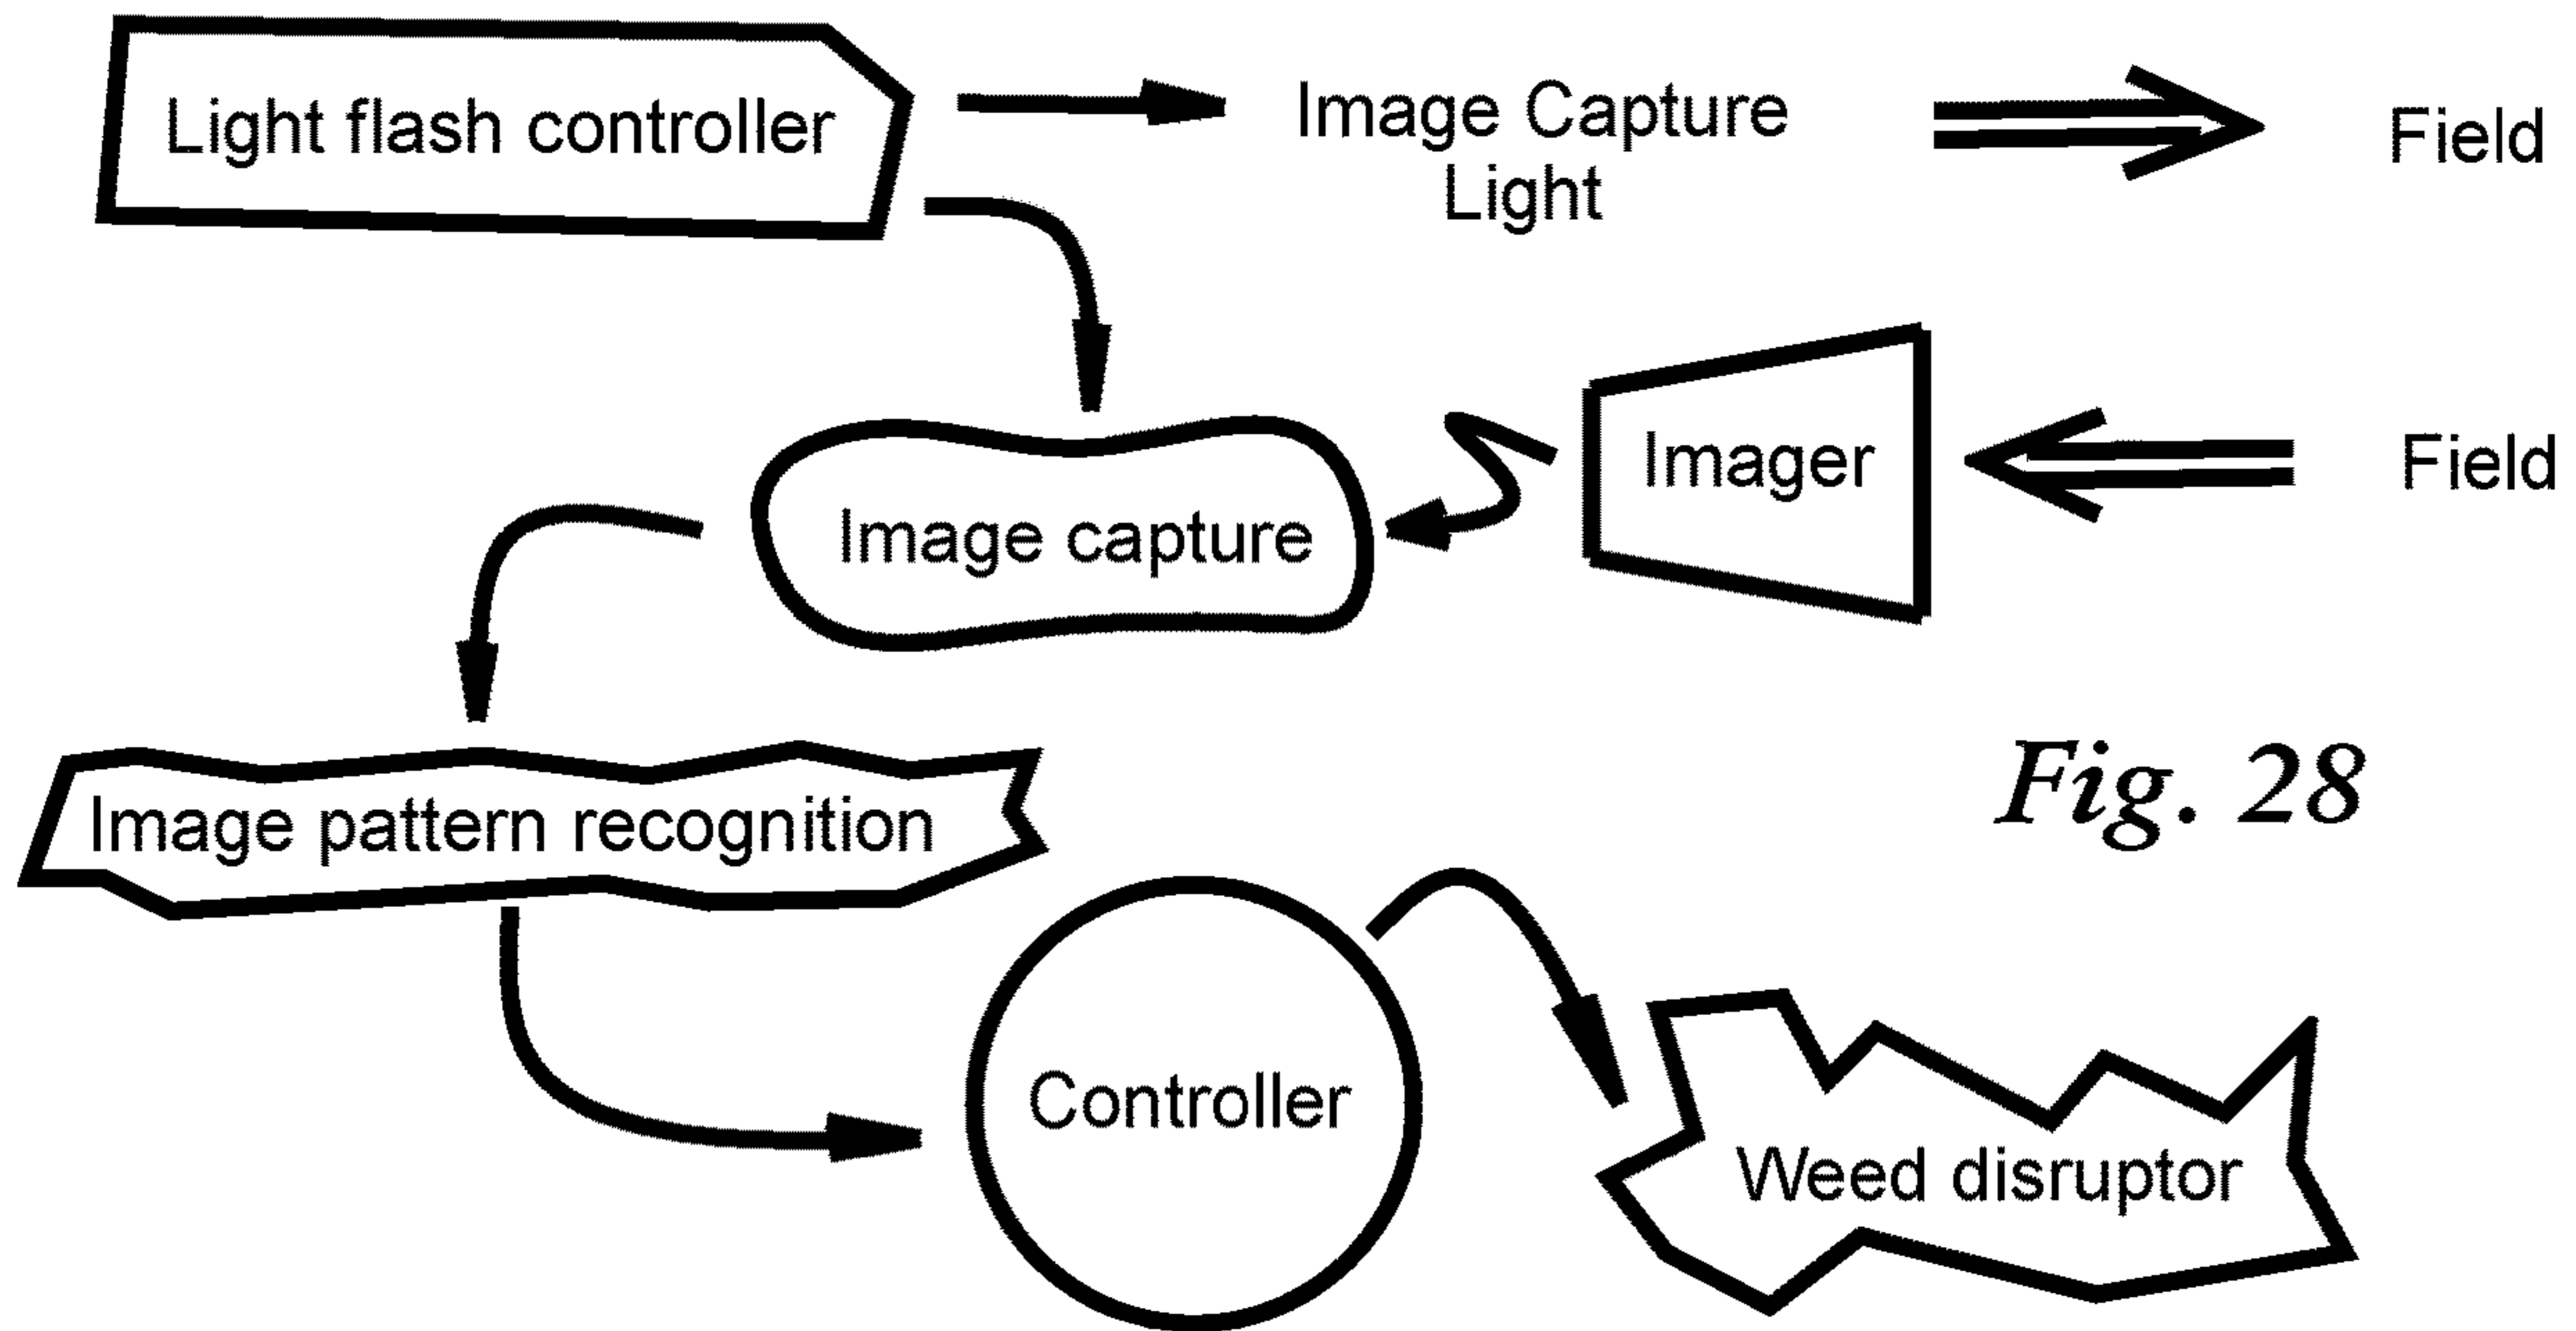 Light flash controller
Image Capture
Light
Field
Imager
Field
Image capture
Image pattern recognition
Fig. 28
Controller
Weed disruptor